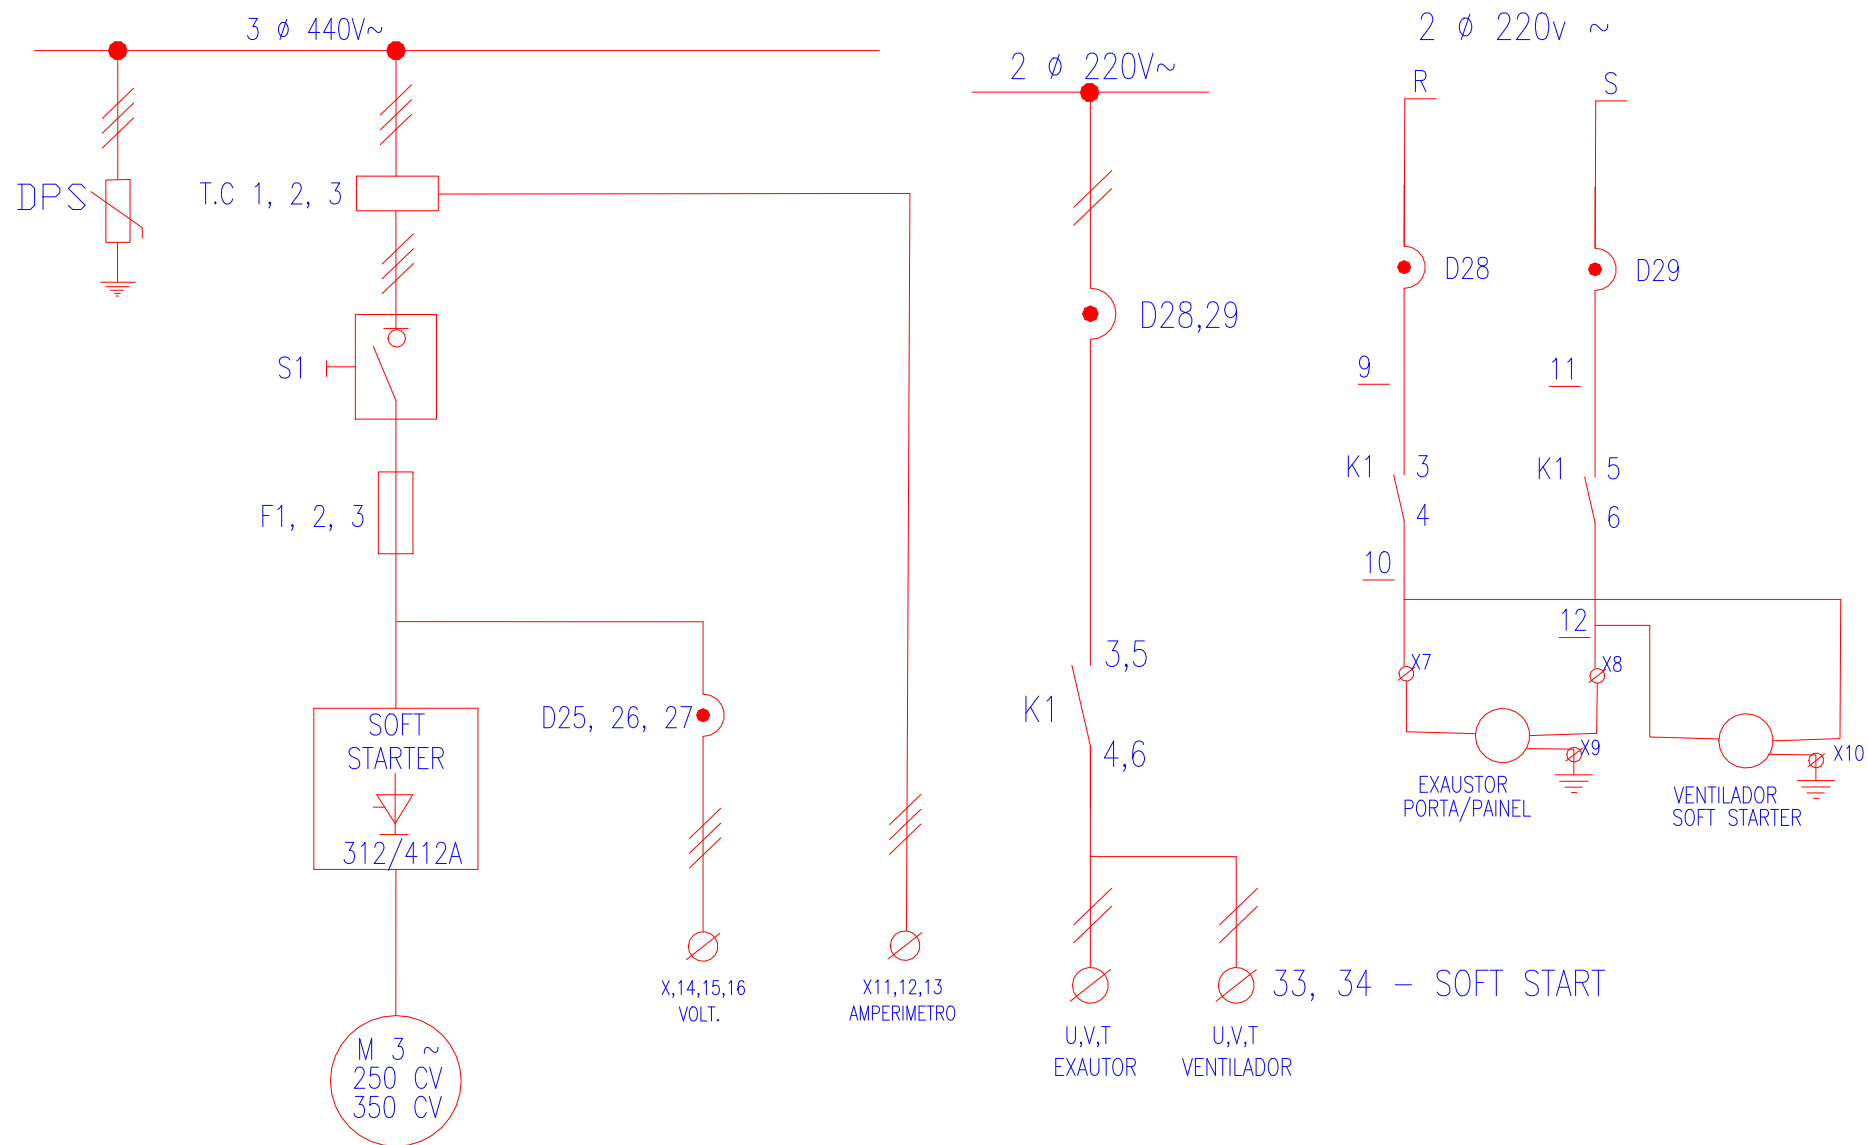 3 ø 440V~
DPS
T.C 1, 2, 3
S1
F1, 2, 3
SOFT
STARTER
312/412A
M 3 ~
250 CV
350 CV
D25, 26, 27
X,14,15,16
VOLT.
X11,12,13
AMPERIMETRO
2 ø 220V~
D28,29
3,5
K1
4,6
U,V,T
EXAUTOR
U,V,T
VENTILADOR
33, 34 – SOFT START
2 ø 220v ~
R
S
D28
D29
9
11
K1 3
4
K1 5
6
10
12
X7
X8
X9
X10
EXAUSTOR
PORTA/PAINEL
VENTILADOR
SOFT STARTER